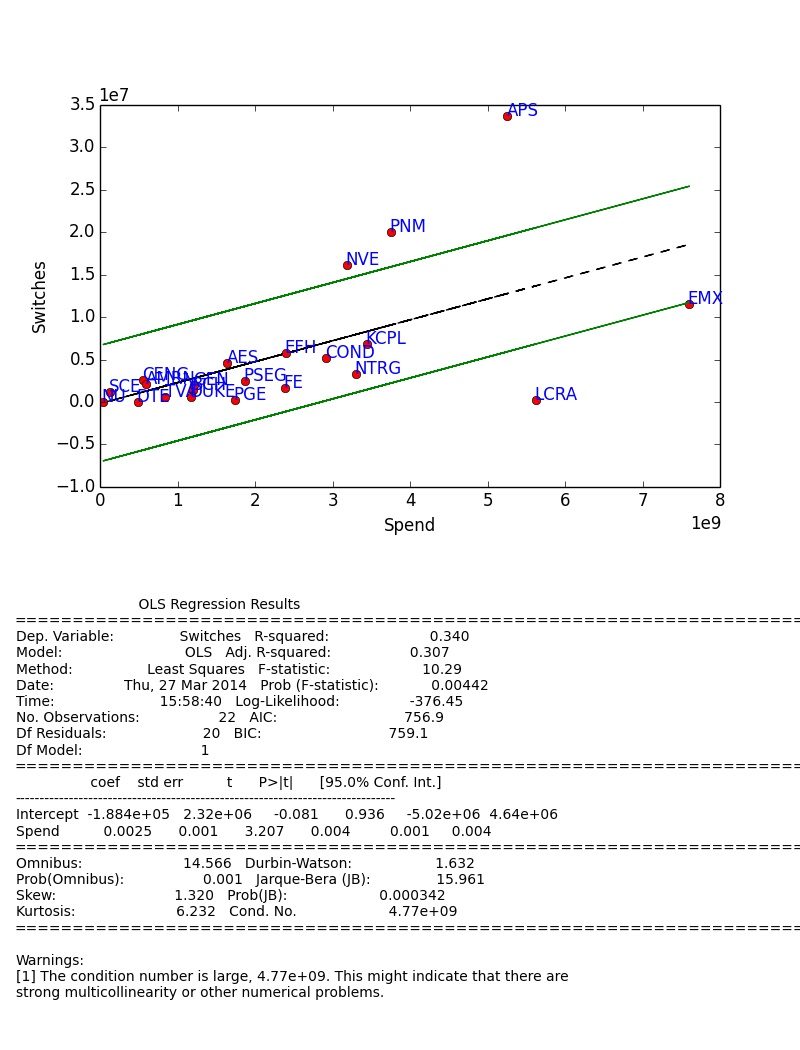 1e7
3.5
3.0
2.5
2.0
1.5
1.0
0.5
0.0
−0.5
−1.0
Switches
APS
PNM
NVE
EMX
KCPL
EFH
COND
AES
NTRG
PSEG
FE
SCE
NU
DTE
TVA
DUKE
PGE
LCRA
0 1 2 3 4 5 6 7 8
Spend 1e9
OLS Regression Results
==============================================================================
Dep. Variable: Switches R-squared: 0.340
Model: OLS Adj. R-squared: 0.307
Method: Least Squares F-statistic: 10.29
Date: Thu, 27 Mar 2014 Prob (F-statistic): 0.00442
Time: 15:58:40 Log-Likelihood: -376.45
No. Observations: 22 AIC: 756.9
Df Residuals: 20 BIC: 759.1
Df Model: 1
==============================================================================
coef std err t P>|t| [95.0% Conf. Int.]
------------------------------------------------------------------------------
Intercept -1.884e+05 2.32e+06 -0.081 0.936 -5.02e+06 4.64e+06
Spend 0.0025 0.001 3.207 0.004 0.001 0.004
==============================================================================
Omnibus: 14.566 Durbin-Watson: 1.632
Prob(Omnibus): 0.001 Jarque-Bera (JB): 15.961
Skew: 1.320 Prob(JB): 0.000342
Kurtosis: 6.232 Cond. No. 4.77e+09
==============================================================================
Warnings:
[1] The condition number is large, 4.77e+09. This might indicate that there are
strong multicollinearity or other numerical problems.